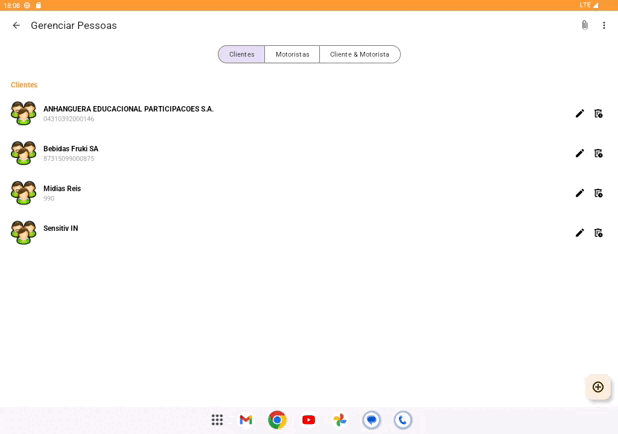 18:08
LTE
Gerenciar Pessoas
Clientes
Motoristas
Cliente & Motorista
Clientes
ANHANGUERA EDUCACIONAL PARTICIPACOES S.A.
04310392000146
Bebidas Fruki SA
87315099000875
Midias Reis
990
Sensitiv IN